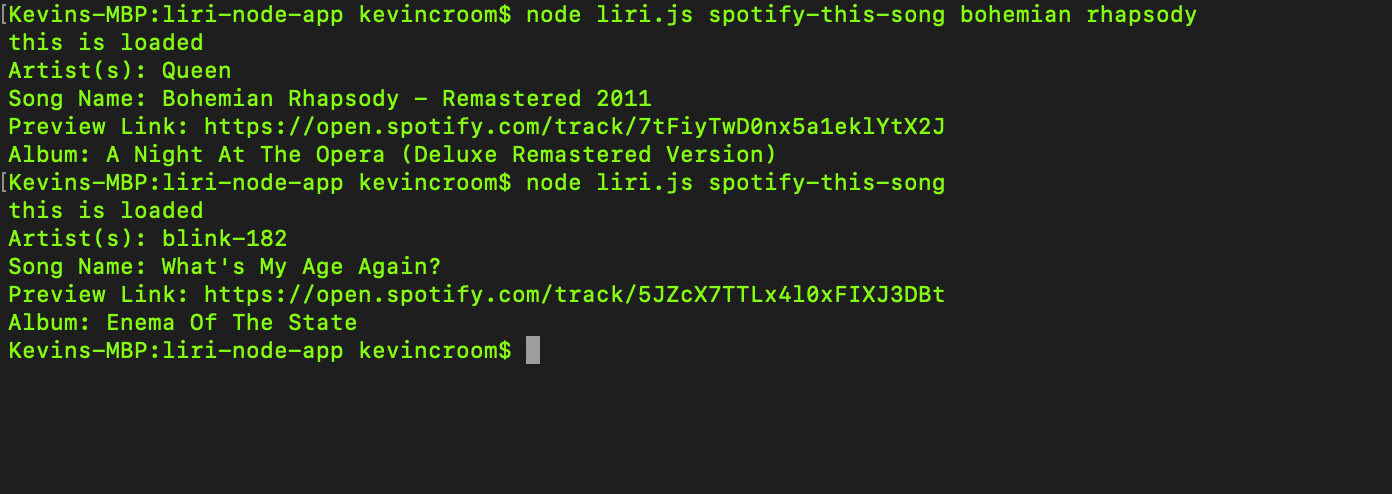 [Kevins-MBP:liri-node-app kevincroom$ node liri.js spotify-this-song bohemian rhapsody
this is loaded
Artist(s): Queen
Song Name: Bohemian Rhapsody - Remastered 2011
Preview Link: https://open.spotify.com/track/7tFiyTwD0nx5a1eklYtX2J
Album: A Night At The Opera (Deluxe Remastered Version)
[Kevins-MBP:liri-node-app kevincroom$ node liri.js spotify-this-song
this is loaded
Artist(s): blink-182
Song Name: What's My Age Again?
Preview Link: https://open.spotify.com/track/5JZcX7TTLx4l0xFIXJ3DBt
Album: Enema Of The State
Kevins-MBP:liri-node-app kevincroom$